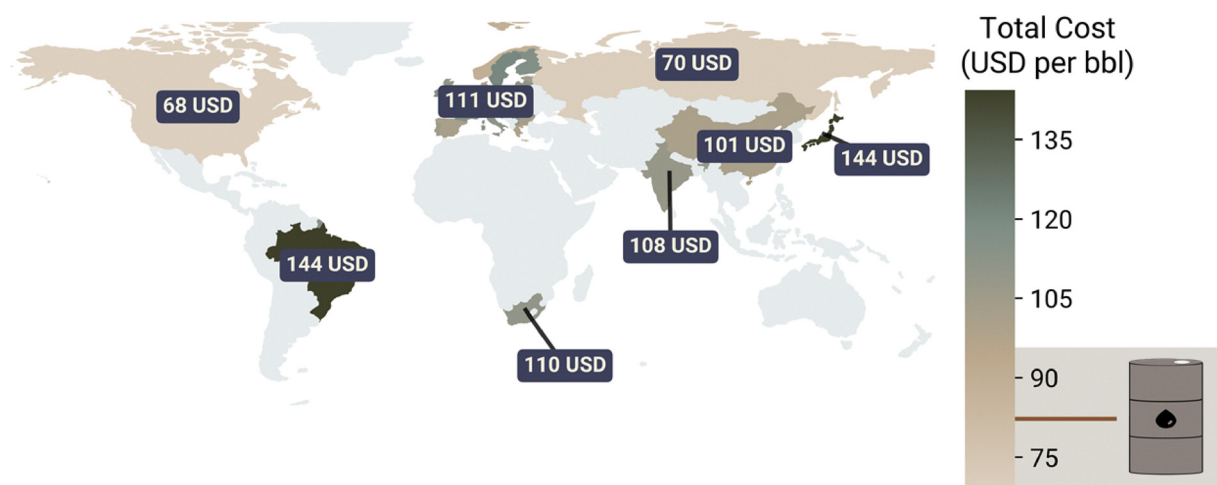 Total Cost
(USD per bbl)
68 USD
111 USD
70 USD
101 USD
144 USD
108 USD
144 USD
110 USD
135
120
105
90
75